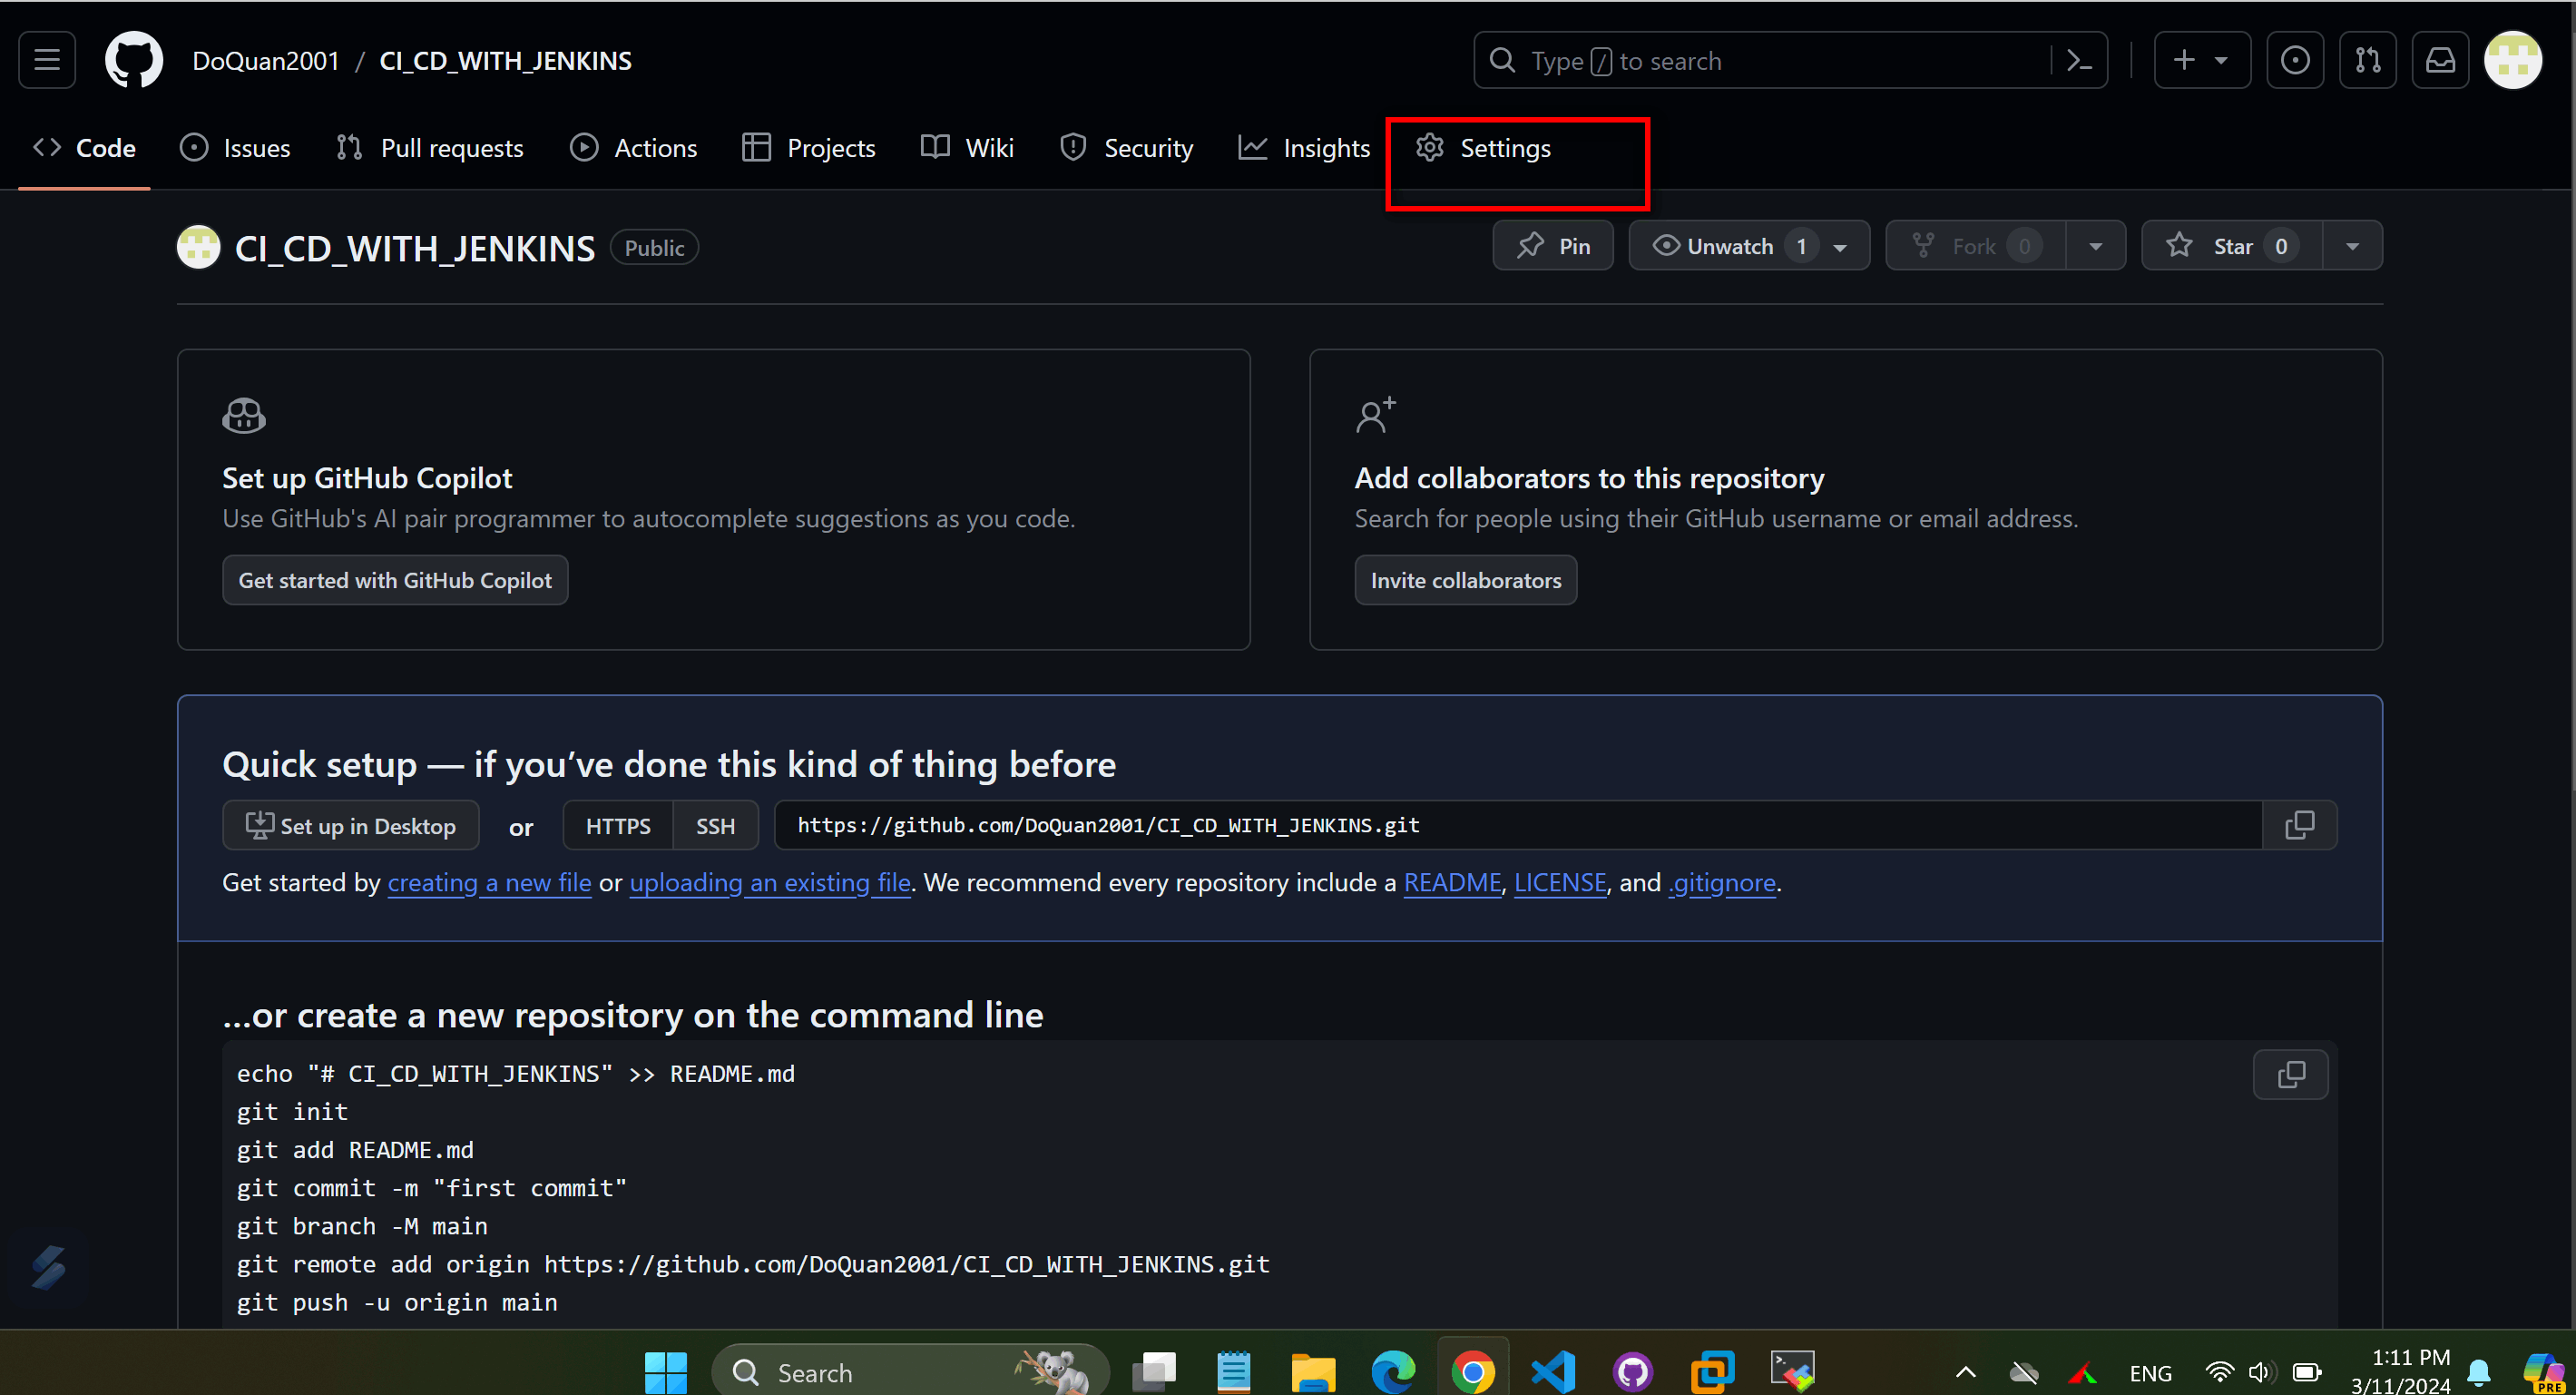 DoQuan2001 / CI_CD_WITH_JENKINS
Type / to search
Code Issues Pull requests Actions Projects Wiki Security Insights Settings
CI_CD_WITH_JENKINS Public
Pin Unwatch 1 Fork 0 Star 0
Set up GitHub Copilot
Use GitHub's AI pair programmer to autocomplete suggestions as you code.
Get started with GitHub Copilot
Add collaborators to this repository
Search for people using their GitHub username or email address.
Invite collaborators
Quick setup — if you’ve done this kind of thing before
Set up in Desktop or HTTPS SSH https://github.com/DoQuan2001/CI_CD_WITH_JENKINS.git
Get started by creating a new file or uploading an existing file. We recommend every repository include a README, LICENSE, and .gitignore.
…or create a new repository on the command line
echo "# CI_CD_WITH_JENKINS" >> README.md
git init
git add README.md
git commit -m "first commit"
git branch -M main
git remote add origin https://github.com/DoQuan2001/CI_CD_WITH_JENKINS.git
git push -u origin main
Search
ENG
1:11 PM
3/11/2024
PRE